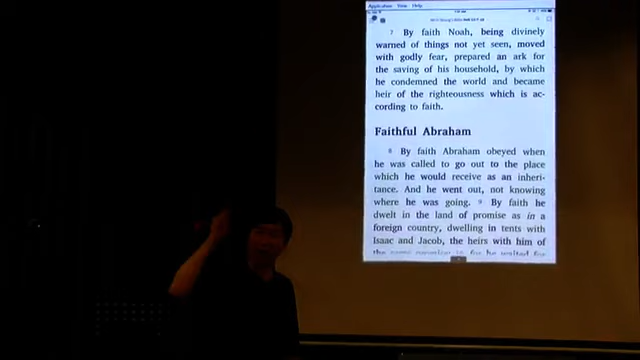 7 By faith Noah, being divinely
warned of things not yet seen, moved
with godly fear, prepared an ark for
the saving of his household, by which
he condemned the world and became
heir of the righteousness which is ac-
cording to faith.
Faithful Abraham
8 By faith Abraham obeyed when
he was called to go out to the place
which he would receive as an inheri-
tance. And he went out, not knowing
where he was going. 9 By faith he
dwelt in the land of promise as in a
foreign country, dwelling in tents with
Isaac and Jacob, the heirs with him of
for he waited for